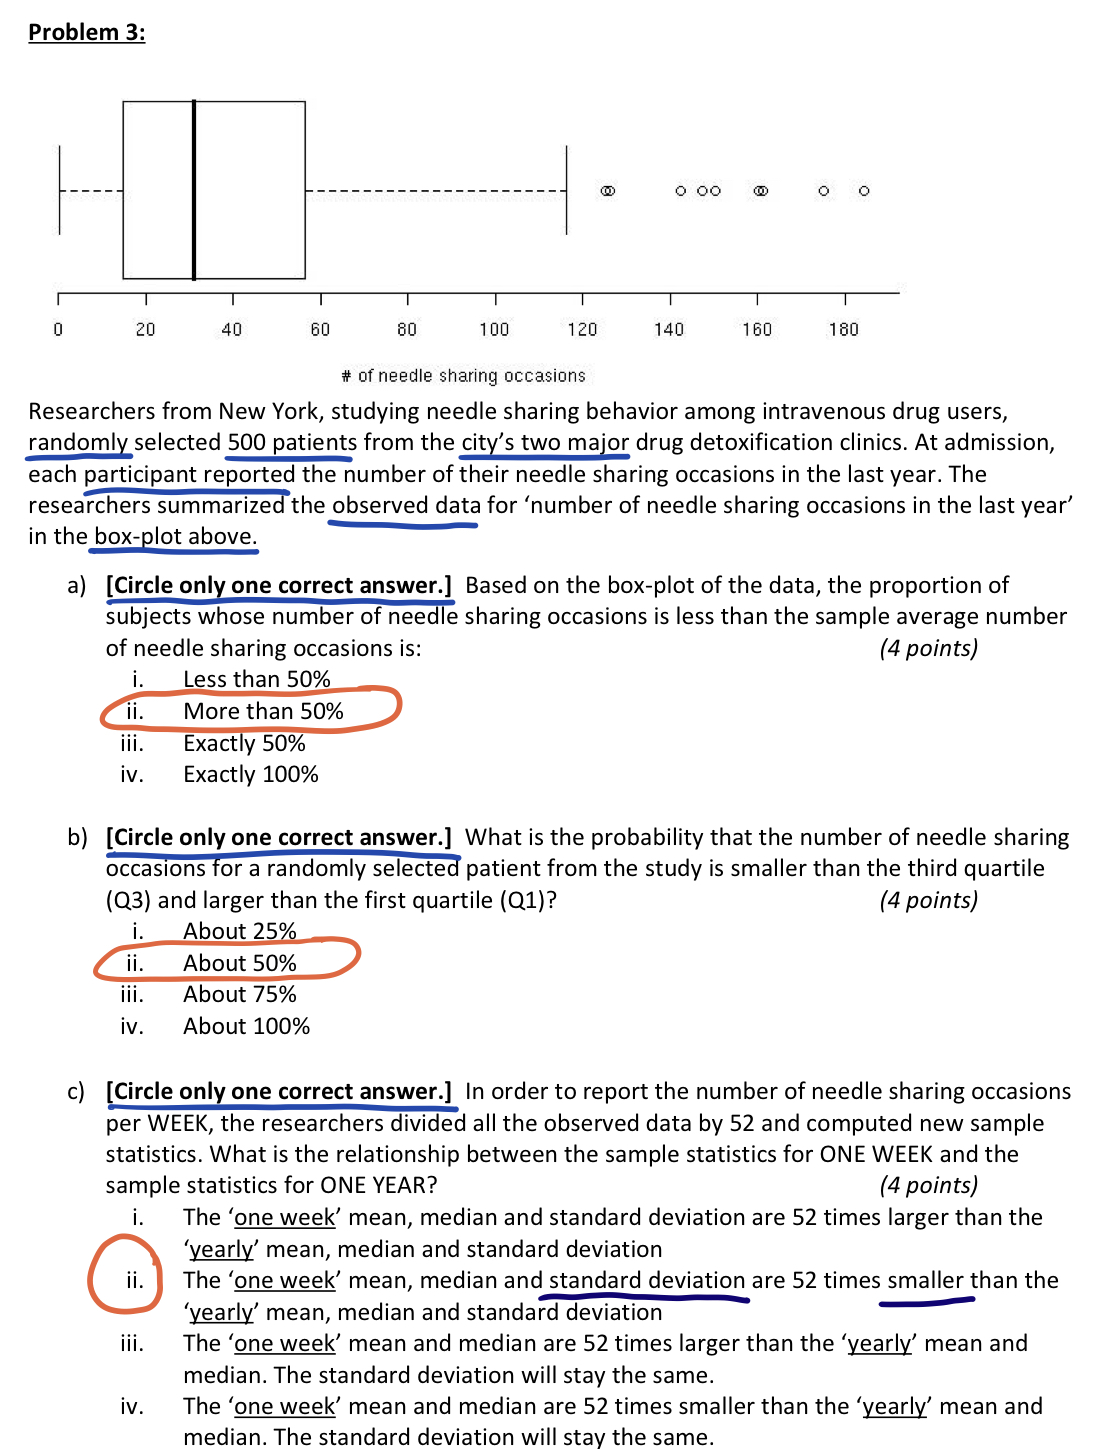 Problem 3:
0 20 40 60 80 100 120 140 160 180
# of needle sharing occasions
Researchers from New York, studying needle sharing behavior among intravenous drug users,
randomly selected 500 patients from the city’s two major drug detoxification clinics. At admission,
each participant reported the number of their needle sharing occasions in the last year. The
researchers summarized the observed data for ‘number of needle sharing occasions in the last year’
in the box-plot above.
a) [Circle only one correct answer.] Based on the box-plot of the data, the proportion of
subjects whose number of needle sharing occasions is less than the sample average number
of needle sharing occasions is: (4 points)
i. Less than 50%
ii. More than 50%
iii. Exactly 50%
iv. Exactly 100%
b) [Circle only one correct answer.] What is the probability that the number of needle sharing
occasions for a randomly selected patient from the study is smaller than the third quartile
(Q3) and larger than the first quartile (Q1)? (4 points)
i. About 25%
ii. About 50%
iii. About 75%
iv. About 100%
c) [Circle only one correct answer.] In order to report the number of needle sharing occasions
per WEEK, the researchers divided all the observed data by 52 and computed new sample
statistics. What is the relationship between the sample statistics for ONE WEEK and the
sample statistics for ONE YEAR? (4 points)
i. The ‘one week’ mean, median and standard deviation are 52 times larger than the
‘yearly’ mean, median and standard deviation
ii. The ‘one week’ mean, median and standard deviation are 52 times smaller than the
‘yearly’ mean, median and standard deviation
iii. The ‘one week’ mean and median are 52 times larger than the ‘yearly’ mean and
median. The standard deviation will stay the same.
iv. The ‘one week’ mean and median are 52 times smaller than the ‘yearly’ mean and
median. The standard deviation will stay the same.